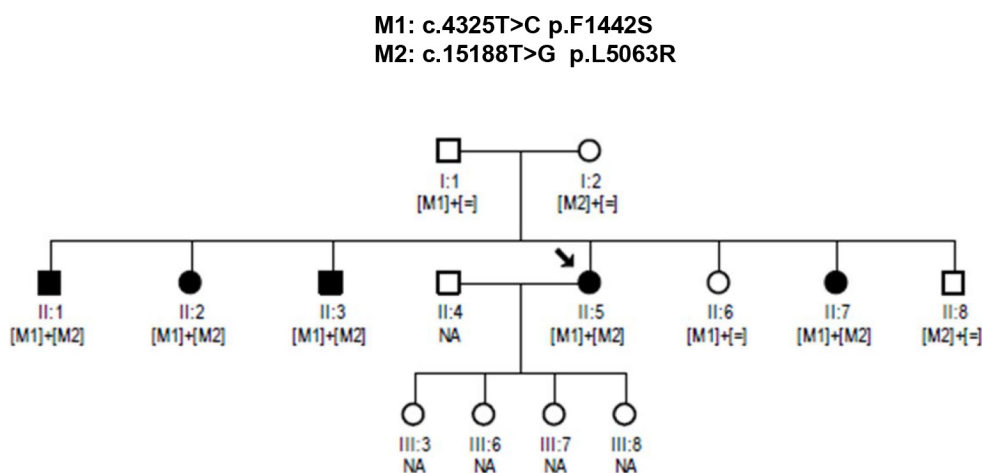 M1: c.4325T>C p.F1442S
M2: c.15188T>G p.L5063R
I:1 I:2
[M1]+[=] [M2]+[=]
II:1 II:2 II:3 II:4 II:5 II:6 II:7 II:8
[M1]+[M2] [M1]+[M2] [M1]+[M2] NA [M1]+[M2] [M1]+[=] [M1]+[M2] [M2]+[=]
III:3 III:6 III:7 III:8
NA NA NA NA